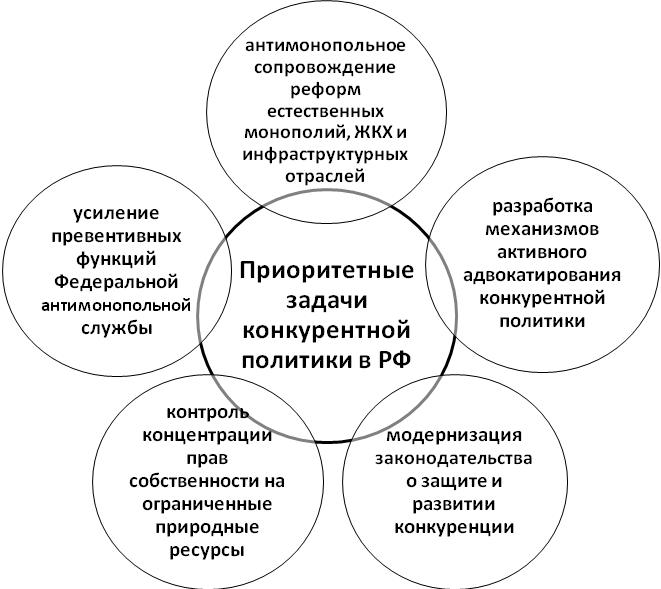 антимонопольное
сопровождение
реформ
естественных
монополий, ЖКХ и
инфраструктурных
отраслей
усиление
превентивных
функций
Федеральной
антимонопольной
службы
Приоритетные
задачи
конкурентной
политики в РФ
разработка
механизмов
активного
адвокатирования
конкурентной
политики
контроль
концентрации
прав
собственности на
ограниченные
природные
ресурсы
модернизация
законодательства
о защите и
развитии
конкуренции